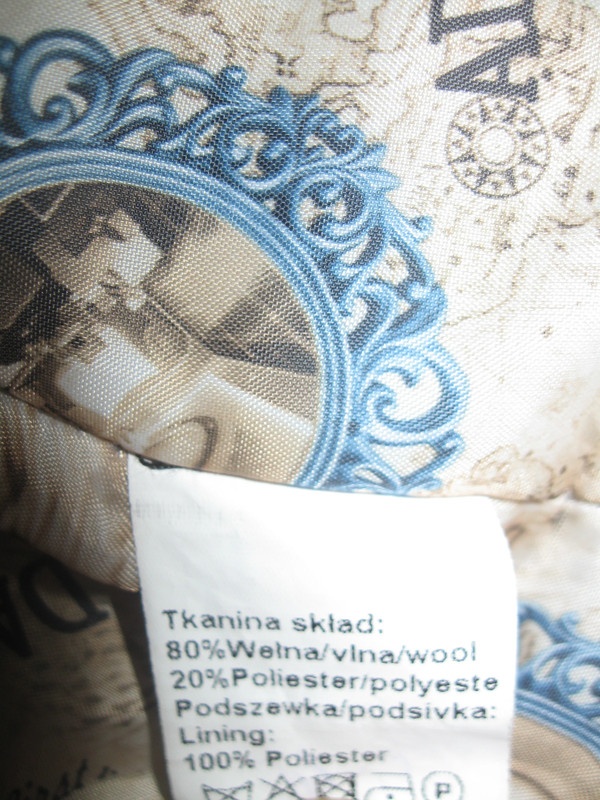 Tkanina skład:
80%Wełna/vlna/wool
20%Poliester/polyeste
Podszewka/podsivka:
Lining:
100% Poliester
P